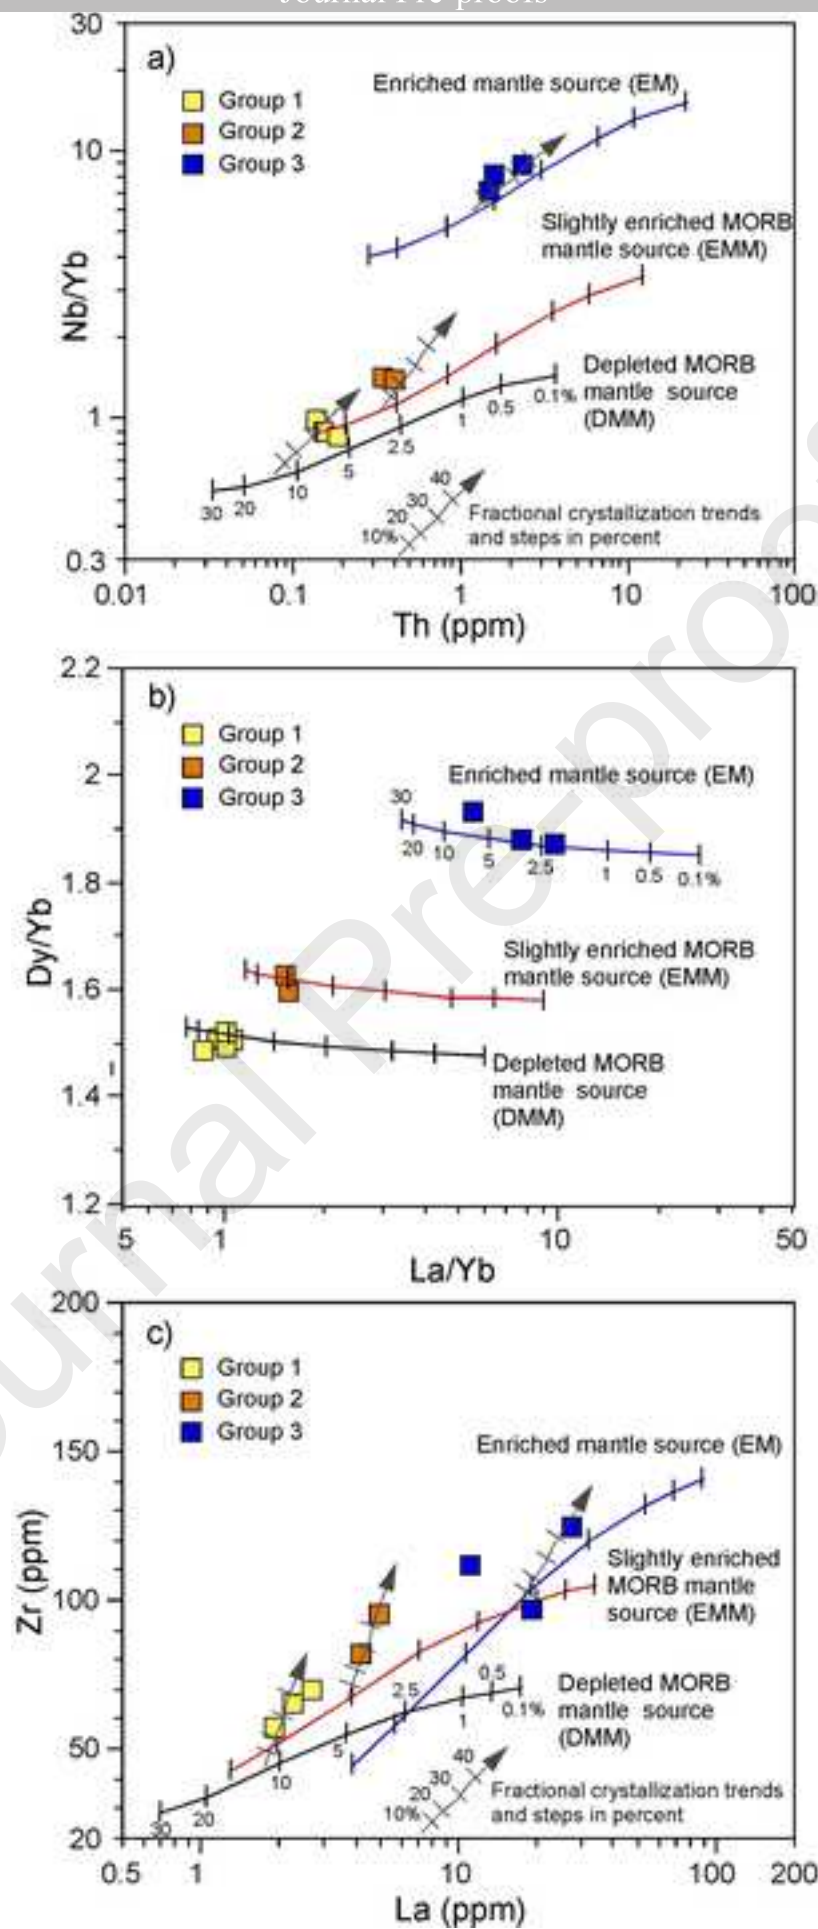 Journal Pre-proofs
30
a)
Enriched mantle source (EM)
Group 1
Group 2
Group 3
10
Slightly enriched MORB
mantle source (EMM)
Nb/Yb
Depleted MORB
mantle source
(DMM)
1
0.1%
0.5
1
2.5
5
10
20
30
40
30
20
10%
Fractional crystallization trends
and steps in percent
0.3
0.01
0.1
1
10
100
Th (ppm)
2.2
b)
Group 1
Group 2
Group 3
Enriched mantle source (EM)
2
30
20
10
5
2.5
1
0.5
0.1%
1.8
Dy/Yb
Slightly enriched MORB
mantle source (EMM)
1.6
Depleted MORB
mantle source
(DMM)
1.4
1.2
5
1
10
50
La/Yb
200
c)
Group 1
Group 2
Group 3
Enriched mantle source (EM)
150
Zr (ppm)
Slightly enriched
MORB mantle
source (EMM)
100
Depleted MORB
mantle source
(DMM)
0.5
0.1%
2.5
1
5
50
10
20
30
40
30
20
10%
Fractional crystallization trends
and steps in percent
20
0.5
1
10
100
200
La (ppm)
Journal Pre-proofs